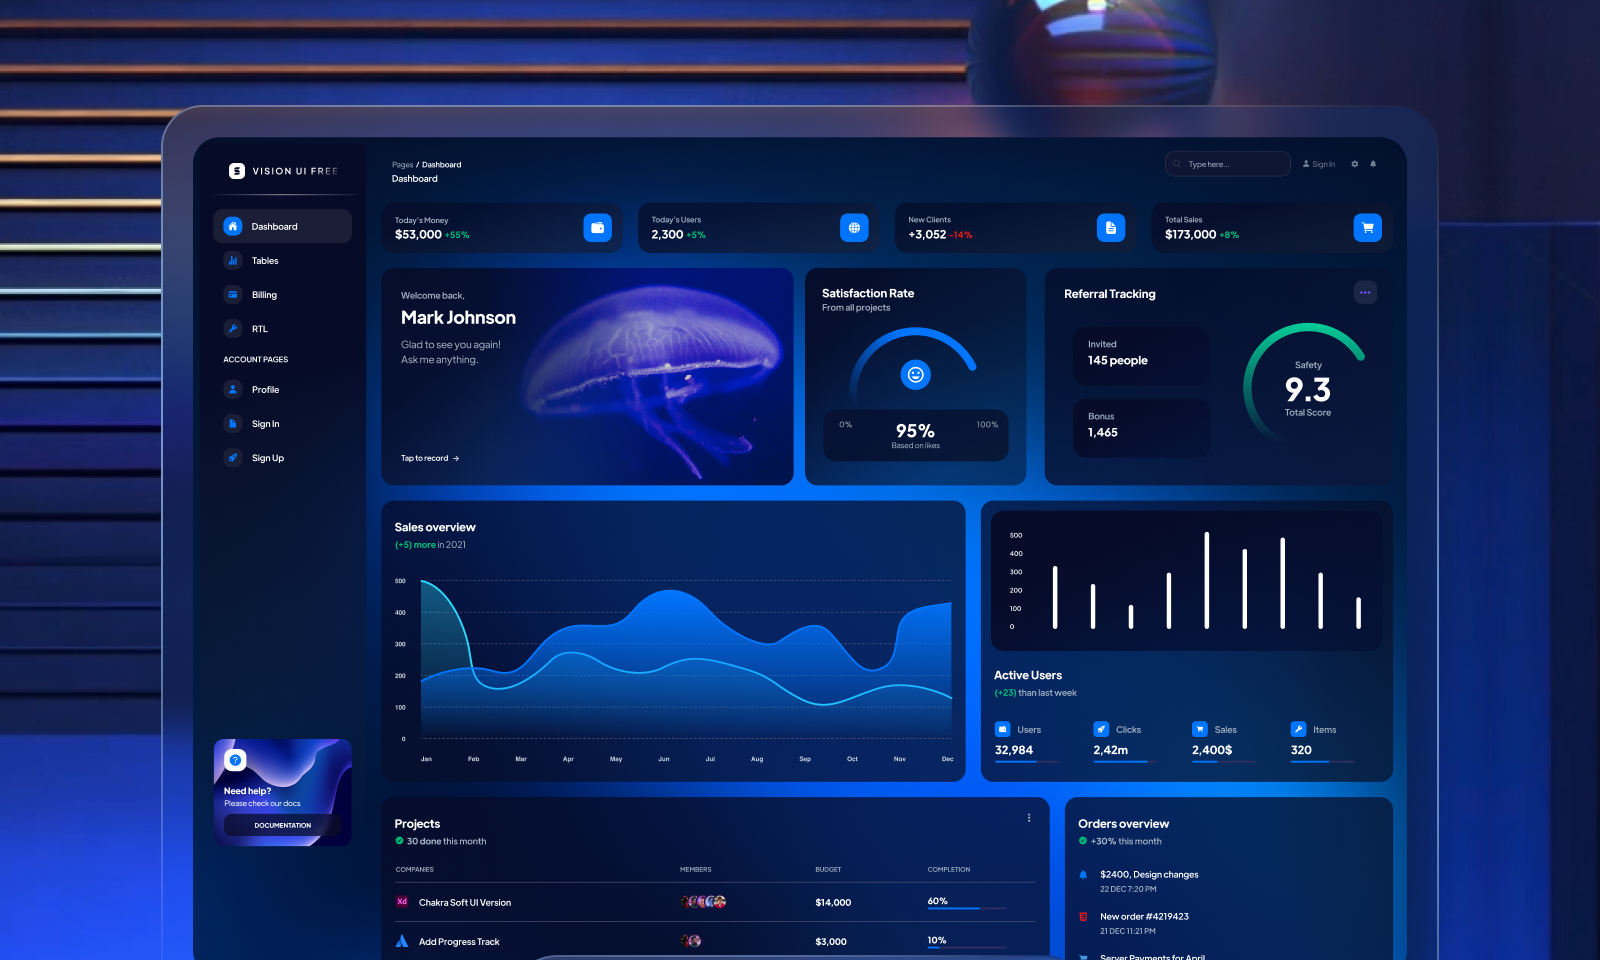 VISION UI FREE
Pages / Dashboard
Dashboard
Type here...
Sign In
Dashboard
Tables
Billing
RTL
ACCOUNT PAGES
Profile
Sign In
Sign Up
Need help?
Please check our docs
DOCUMENTATION
Today's Money
$53,000 +55%
Today's Users
2,300 +5%
New Clients
+3,052 -14%
Total Sales
$173,000 +8%
Welcome back,
Mark Johnson
Glad to see you again!
Ask me anything.
Tap to record
Satisfaction Rate
From all projects
0%
95%
100%
Based on likes
Referral Tracking
Invited
145 people
Bonus
1,465
Safety
9.3
Total Score
Sales overview
(+5) more in 2021
500
400
300
200
100
0
Jan Feb Mar Apr May Jun Jul Aug Sep Oct Nov Dec
500
400
300
200
100
0
Active Users
(+23) than last week
Users
32,984
Clicks
2,42m
Sales
2,400$
Items
320
Projects
30 done this month
COMPANIES MEMBERS BUDGET COMPLETION
Xd Chakra Soft UI Version $14,000 60%
Add Progress Track $3,000 10%
Orders overview
+30% this month
$2400, Design changes
22 DEC 7:20 PM
New order #4219423
21 DEC 11:21 PM
Server Payments for April